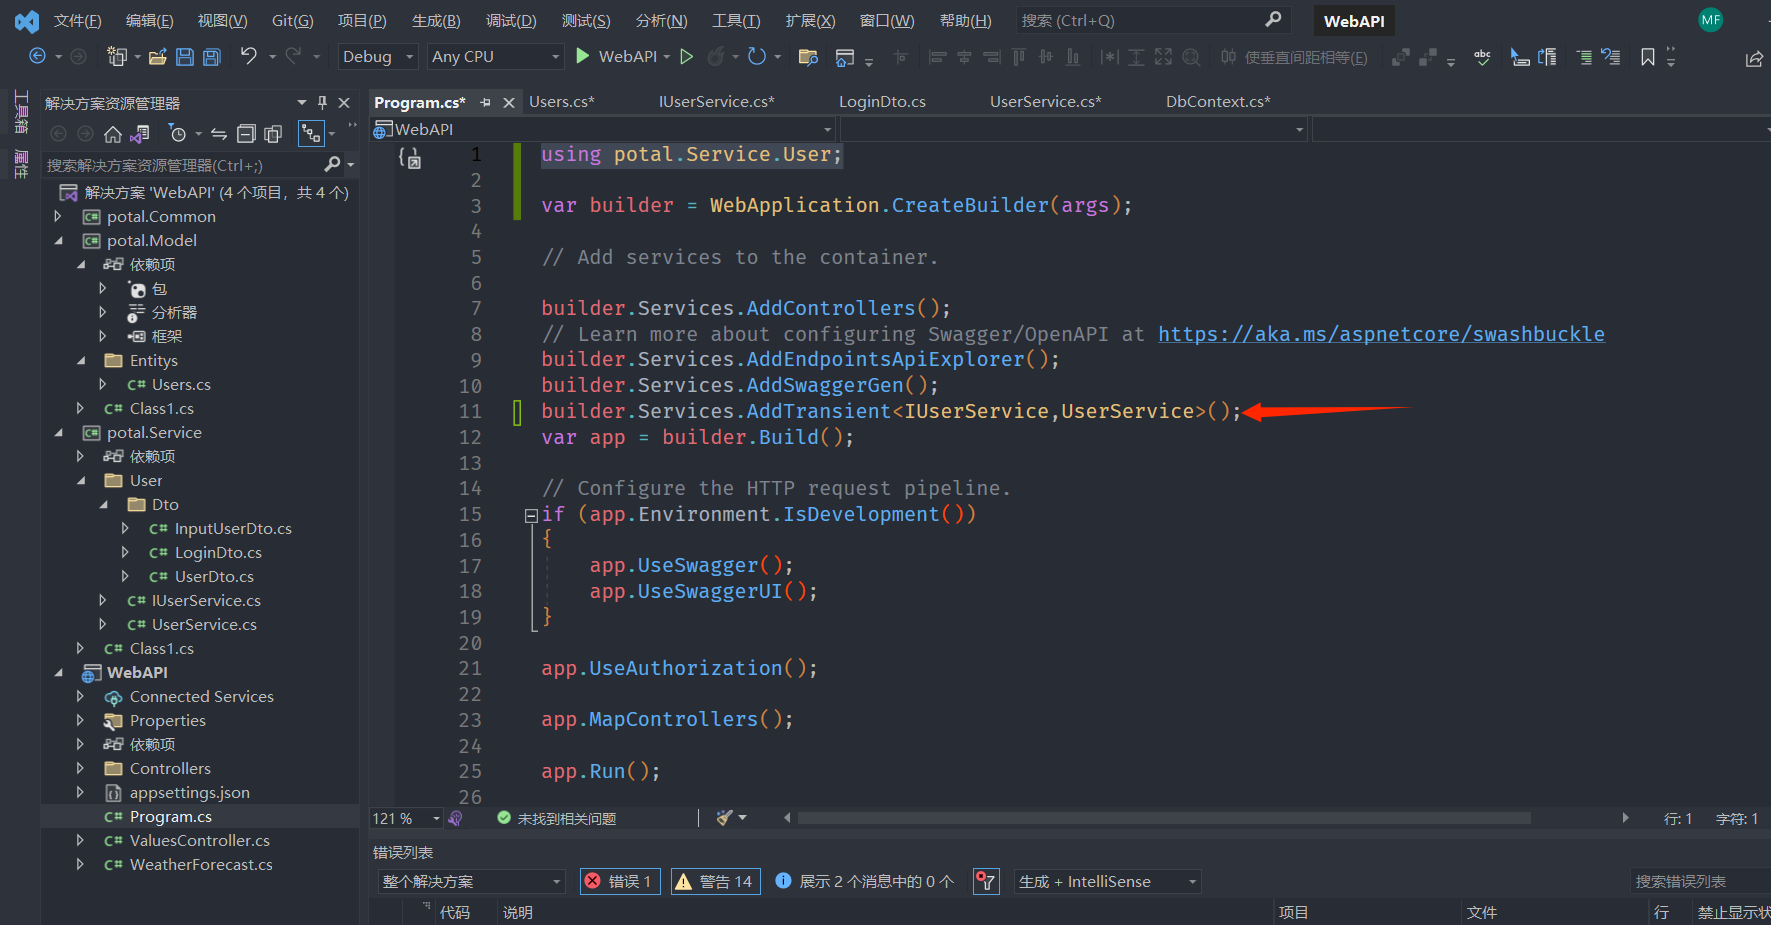 文件(F) 编辑(E) 视图(V) Git(G) 项目(P) 生成(B) 调试(D) 测试(S) 分析(N) 工具(T) 扩展(X) 窗口(W) 帮助(H) 搜索 (Ctrl+Q) WebAPI MF
Debug Any CPU WebAPI 使垂直间距相等(E) abc
工具箱
属性
解决方案资源管理器
搜索解决方案资源管理器(Ctrl+;)
解决方案 'WebAPI' (4 个项目，共 4 个)
potal.Common
potal.Model
依赖项
包
分析器
框架
Entitys
Users.cs
Class1.cs
potal.Service
依赖项
User
Dto
InputUserDto.cs
LoginDto.cs
UserDto.cs
IUserService.cs
UserService.cs
Class1.cs
WebAPI
Connected Services
Properties
依赖项
Controllers
appsettings.json
Program.cs
ValuesController.cs
WeatherForecast.cs
Program.cs* Users.cs* IUserService.cs* LoginDto.cs UserService.cs* DbContext.cs*
WebAPI
1 using potal.Service.User;
2
3 var builder = WebApplication.CreateBuilder(args);
4
5 // Add services to the container.
6
7 builder.Services.AddControllers();
8 // Learn more about configuring Swagger/OpenAPI at https://aka.ms/aspnetcore/swashbuckle
9 builder.Services.AddEndpointsApiExplorer();
10 builder.Services.AddSwaggerGen();
11 builder.Services.AddTransient<IUserService,UserService>();
12 var app = builder.Build();
13
14 // Configure the HTTP request pipeline.
15 if (app.Environment.IsDevelopment())
16 {
17 app.UseSwagger();
18 app.UseSwaggerUI();
19 }
20
21 app.UseAuthorization();
22
23 app.MapControllers();
24
25 app.Run();
26
121 % 未找到相关问题 行: 1 字符: 1
错误列表
整个解决方案 错误 1 警告 14 展示 2 个消息中的 0 个 生成 + IntelliSense 搜索错误列表
代码 说明 项目 文件 行 禁止显示状